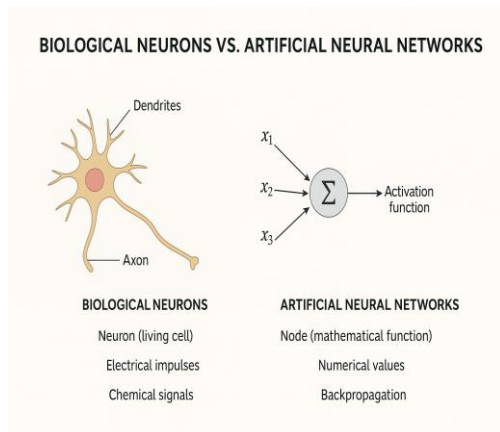 BIOLOGICAL NEURONS VS. ARTIFICIAL NEURAL NETWORKS
Dendrites
Axon
x1
x2
x3
Σ
Activation
function
BIOLOGICAL NEURONS
Neuron (living cell)
Electrical impulses
Chemical signals
ARTIFICIAL NEURAL NETWORKS
Node (mathematical function)
Numerical values
Backpropagation